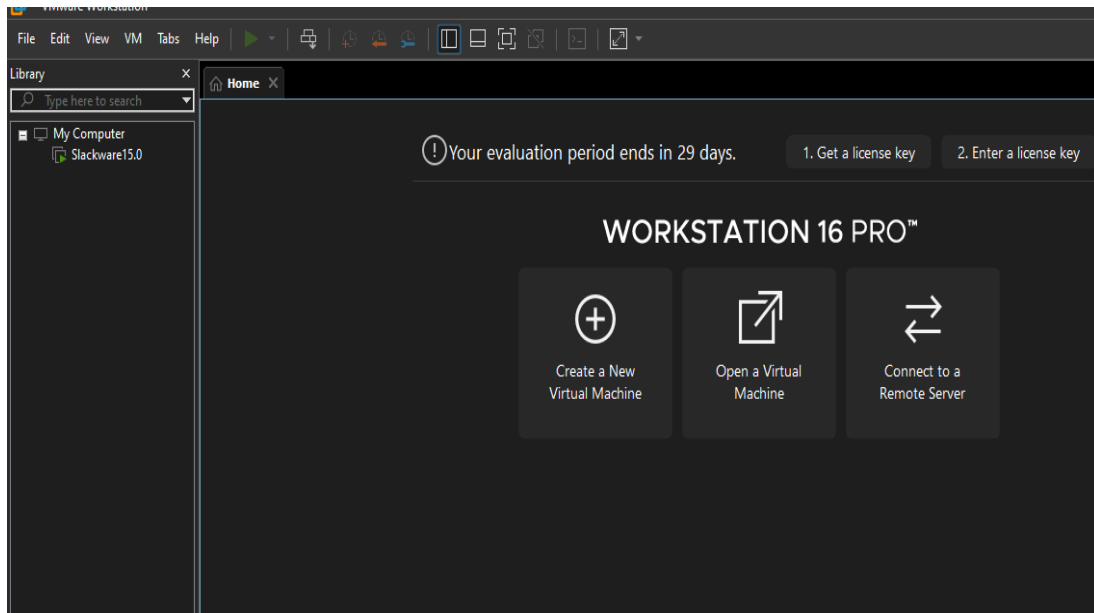 VMware Workstation
File Edit View VM Tabs Help
Library
Home
Type here to search
My Computer
Slackware15.0
Your evaluation period ends in 29 days.
1. Get a license key
2. Enter a license key
WORKSTATION 16 PRO™
Create a New
Virtual Machine
Open a Virtual
Machine
Connect to a
Remote Server